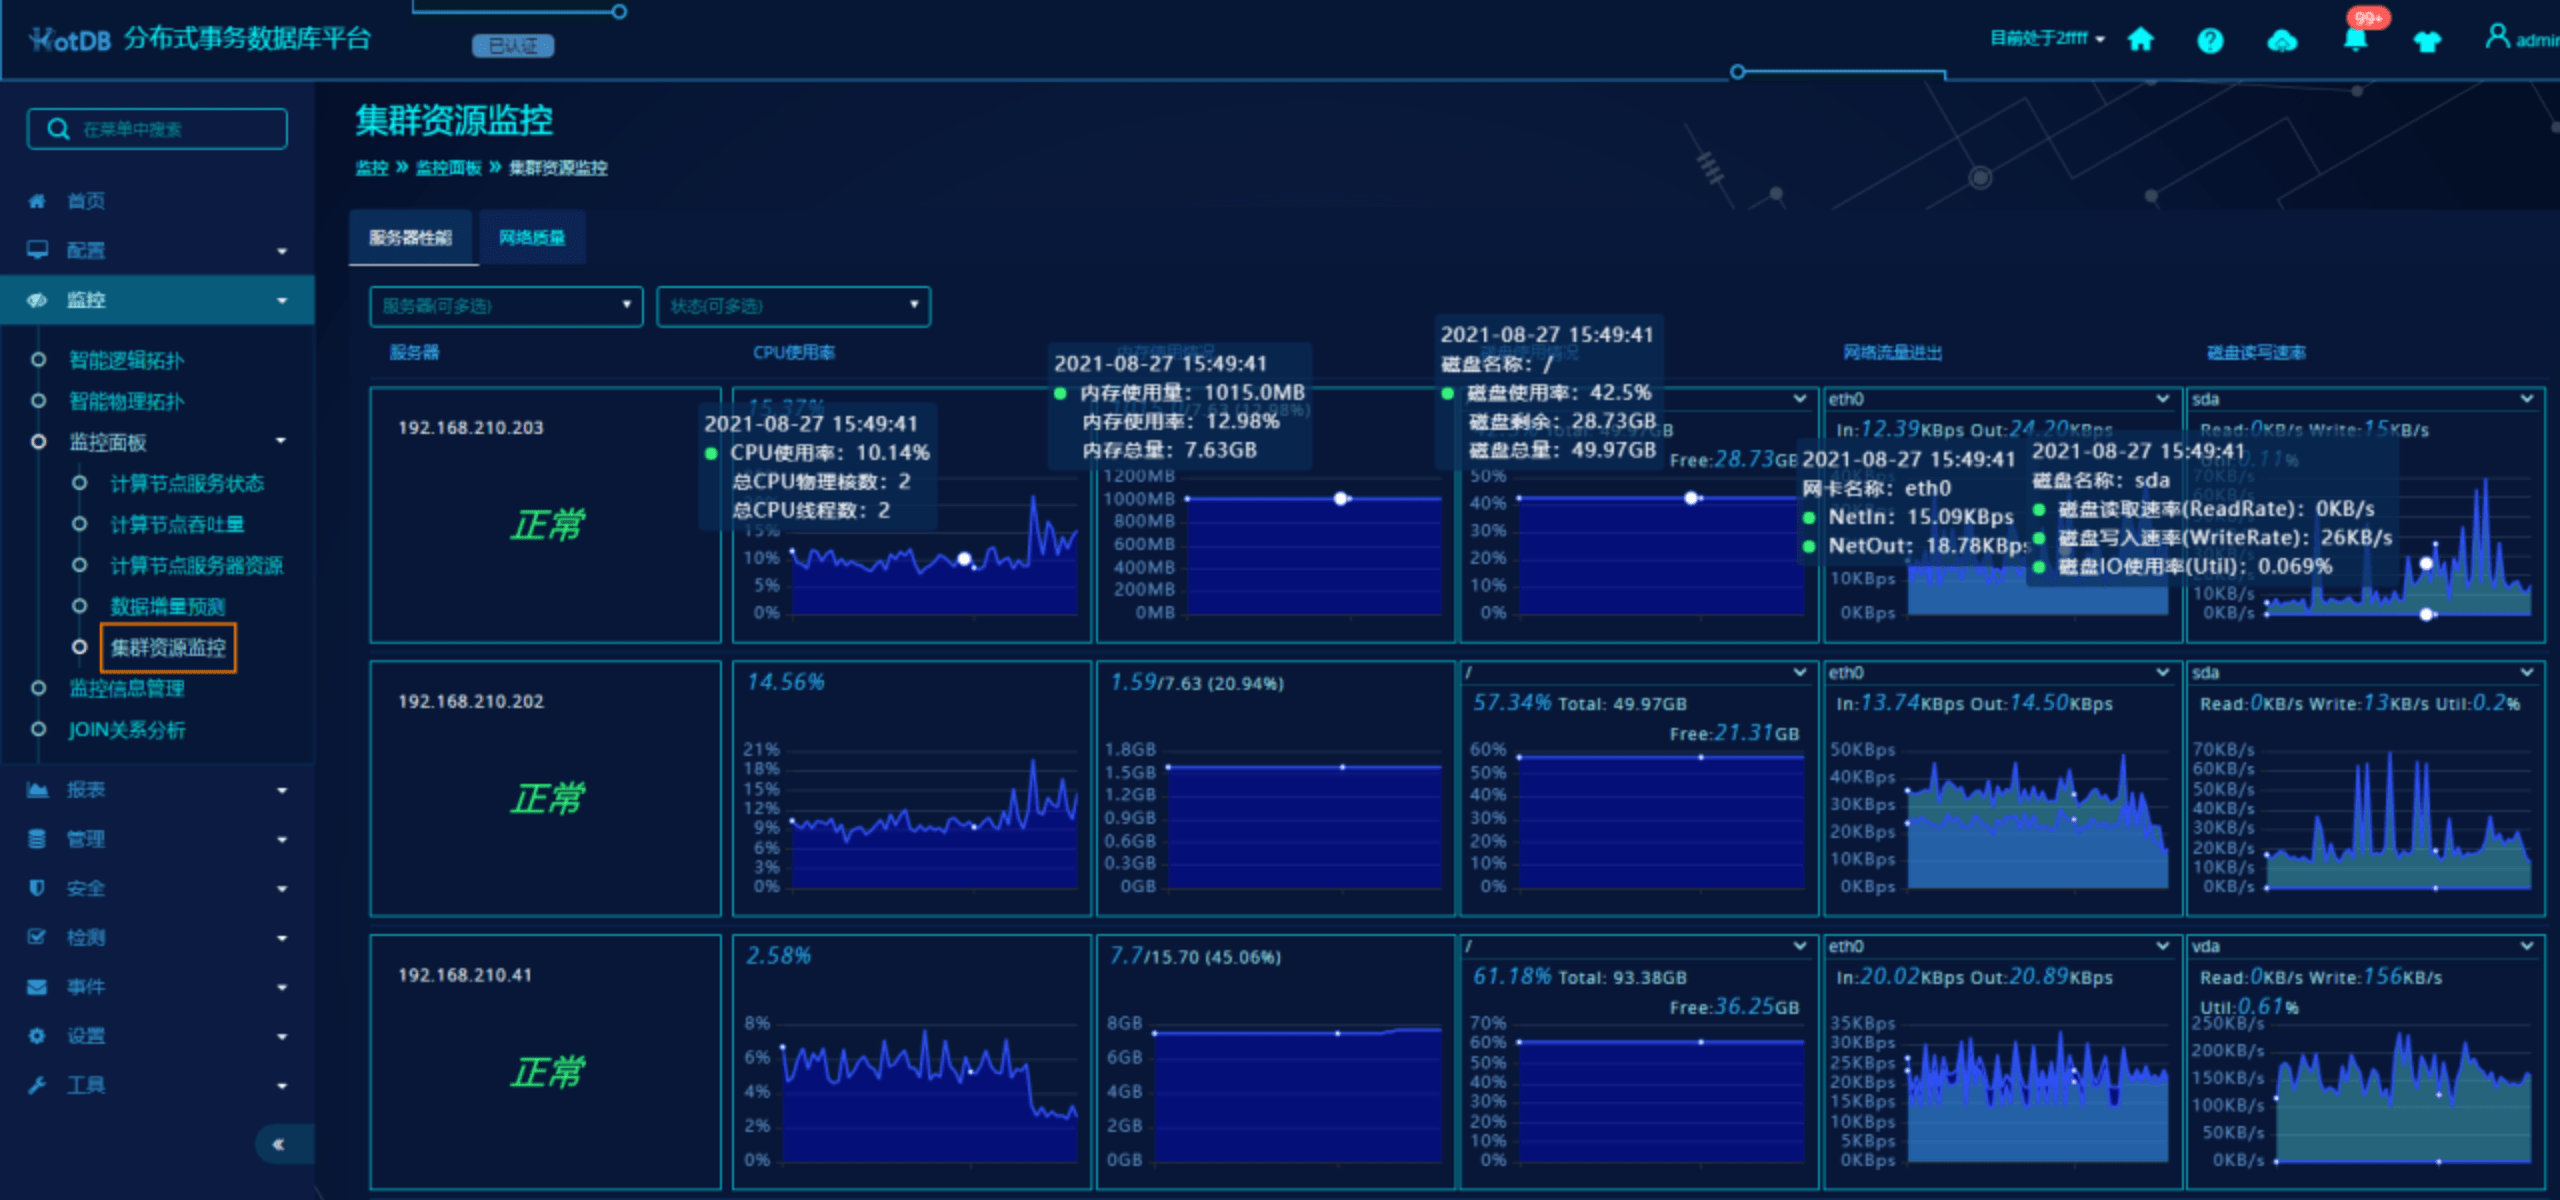 HotDB 分布式事务数据库平台
已认证
目前处于2ffff
99+
admin
在菜单中搜索
首页
配置
监控
智能逻辑拓扑
智能物理拓扑
监控面板
计算节点服务状态
计算节点吞吐量
计算节点服务器资源
数据增量预测
集群资源监控
监控信息管理
JOIN关系分析
报表
管理
安全
检测
事件
设置
工具
集群资源监控
监控 » 监控面板 » 集群资源监控
服务器性能
网络质量
服务器(可多选)
状态(可多选)
服务器
CPU使用率
网络流量进出
磁盘读写速率
192.168.210.203
正常
15.37%
2021-08-27 15:49:41
CPU使用率：10.14%
总CPU物理核数：2
总CPU线程数：2
15%
10%
5%
0%
2021-08-27 15:49:41
内存使用量：1015.0MB
内存使用率：12.98%
内存总量：7.63GB
1200MB
1000MB
800MB
600MB
400MB
200MB
0MB
2021-08-27 15:49:41
磁盘名称：/
磁盘使用率：42.5%
磁盘剩余：28.73GB
磁盘总量：49.97GB
Free:28.73GB
50%
40%
30%
20%
10%
0%
eth0
In:12.39KBps Out:24.20KBps
2021-08-27 15:49:41
网卡名称：eth0
NetIn：15.09KBps
NetOut：18.78KBps
10KBps
0KBps
sda
Read:0KB/s Write:15KB/s
Util:0.11%
2021-08-27 15:49:41
磁盘名称：sda
磁盘读取速率(ReadRate)：0KB/s
磁盘写入速率(WriteRate)：26KB/s
磁盘IO使用率(Util)：0.069%
10KB/s
0KB/s
192.168.210.202
正常
14.56%
21%
18%
15%
12%
9%
6%
3%
0%
1.59/7.63 (20.94%)
1.8GB
1.5GB
1.2GB
0.9GB
0.6GB
0.3GB
0GB
/
57.34% Total: 49.97GB
Free:21.31GB
60%
50%
40%
30%
20%
10%
0%
eth0
In:13.74KBps Out:14.50KBps
50KBps
40KBps
30KBps
20KBps
10KBps
0KBps
sda
Read:0KB/s Write:13KB/s Util:0.2%
70KB/s
60KB/s
50KB/s
40KB/s
30KB/s
20KB/s
10KB/s
0KB/s
192.168.210.41
正常
2.58%
8%
6%
4%
2%
0%
7.7/15.70 (45.06%)
8GB
6GB
4GB
2GB
0GB
/
61.18% Total: 93.38GB
Free:36.25GB
70%
60%
50%
40%
30%
20%
10%
0%
eth0
In:20.02KBps Out:20.89KBps
35KBps
30KBps
25KBps
20KBps
15KBps
10KBps
5KBps
0KBps
vda
Read:0KB/s Write:156KB/s
Util:0.61%
250KB/s
200KB/s
150KB/s
100KB/s
50KB/s
0KB/s